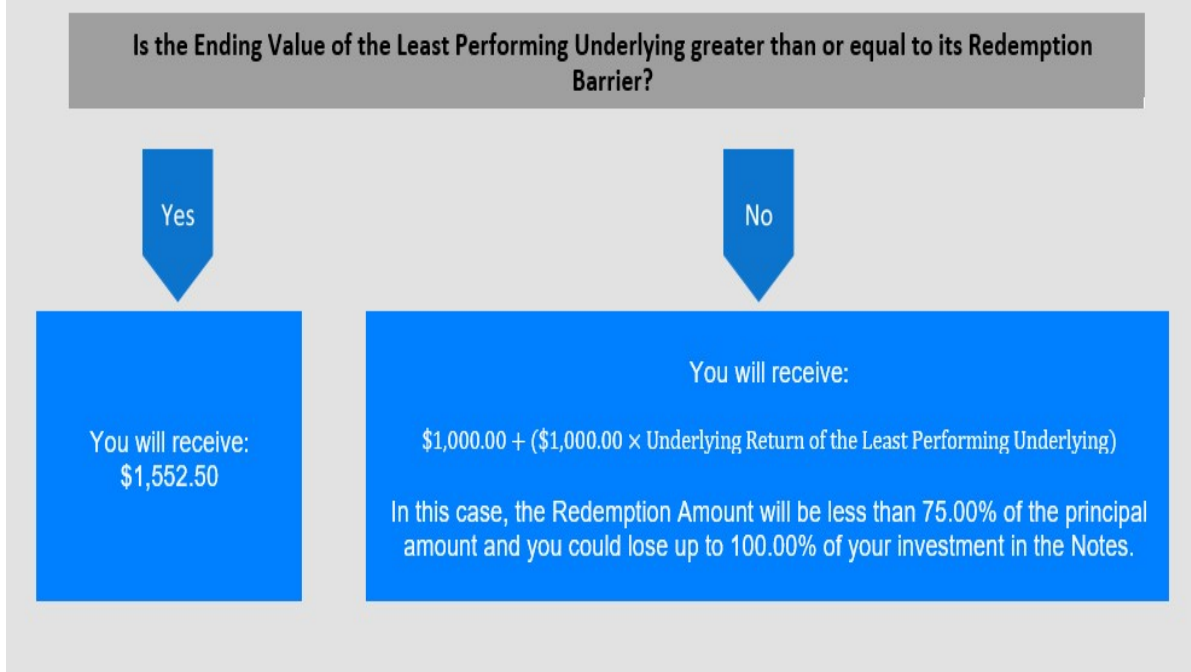 Is the Ending Value of the Least Performing Underlying greater than or equal to its Redemption
Barrier?
Yes
No
You will receive:
$1,552.50
You will receive:
$1,000.00 + ($1,000.00 × Underlying Return of the Least Performing Underlying)
In this case, the Redemption Amount will be less than 75.00% of the principal
amount and you could lose up to 100.00% of your investment in the Notes.